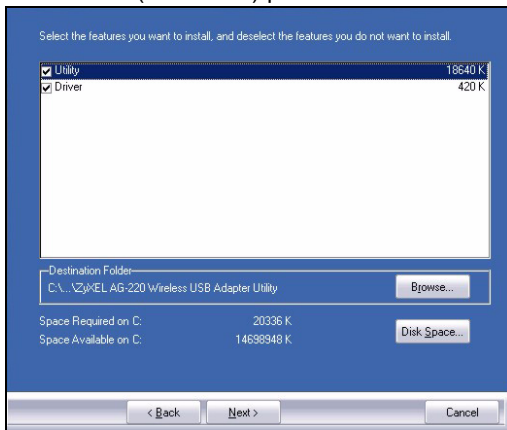 Select the features you want to install, and deselect the features you do not want to install.
Utility 18640 K
Driver 420 K
Destination Folder
C:\...\ZyXEL AG-220 Wireless USB Adapter Utility Browse...
Space Required on C: 20336 K
Space Available on C: 14698948 K
Disk Space...
< Back Next > Cancel